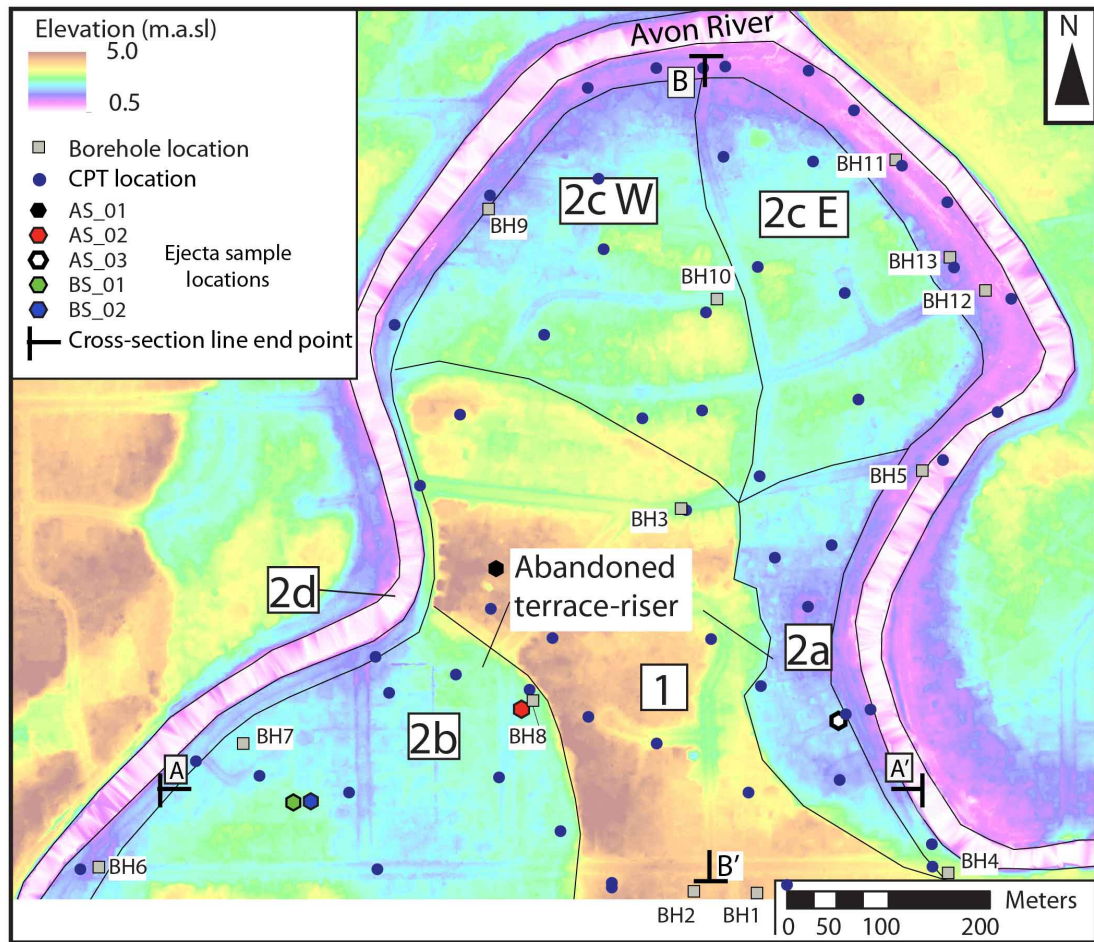 Elevation (m.a.sl)
5.0
0.5
Borehole location
CPT location
AS_01
AS_02
AS_03
BS_01
BS_02
Ejecta sample
locations
Cross-section line end point
Avon River
N
B
BH11
2c W
2c E
BH9
BH13
BH10
BH12
BH5
BH3
Abandoned
terrace-riser
2d
2a
1
2b
BH8
BH7
A
A'
BH6
B'
BH4
BH2
BH1
Meters
0
50
100
200